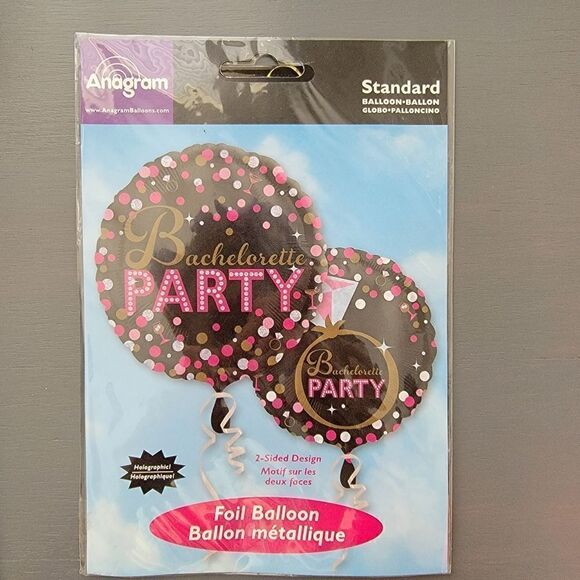 Anagram
www.AnagramBalloons.com
Standard
BALLOON•BALLON
GLOBO•PALLONCINO
Bachelorette
PARTY
Bachelorette
PARTY
2-Sided Design
Motif sur les
deux faces
Holographic!
Holographique!
Foil Balloon
Ballon métallique